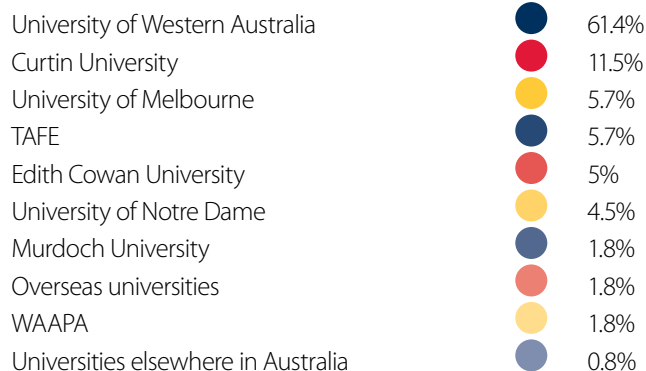 University of Western Australia 61.4%
Curtin University 11.5%
University of Melbourne 5.7%
TAFE 5.7%
Edith Cowan University 5%
University of Notre Dame 4.5%
Murdoch University 1.8%
Overseas universities 1.8%
WAAPA 1.8%
Universities elsewhere in Australia 0.8%